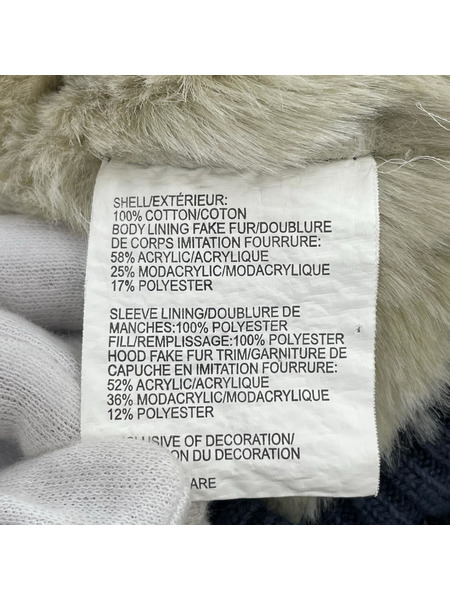 SHELL/EXTÉRIEUR:
100% COTTON/COTON
BODY LINING FAKE FUR/DOUBLURE
DE CORPS IMITATION FOURRURE:
58% ACRYLIC/ACRYLIQUE
25% MODACRYLIC/MODACRYLIQUE
17% POLYESTER
SLEEVE LINING/DOUBLURE DE
MANCHES:100% POLYESTER
FILL/REMPLISSAGE:100% POLYESTER
HOOD FAKE FUR TRIM/GARNITURE DE
CAPUCHE EN IMITATION FOURRURE:
52% ACRYLIC/ACRYLIQUE
36% MODACRYLIC/MODACRYLIQUE
12% POLYESTER
OF DECORATION/
DU DECORATION